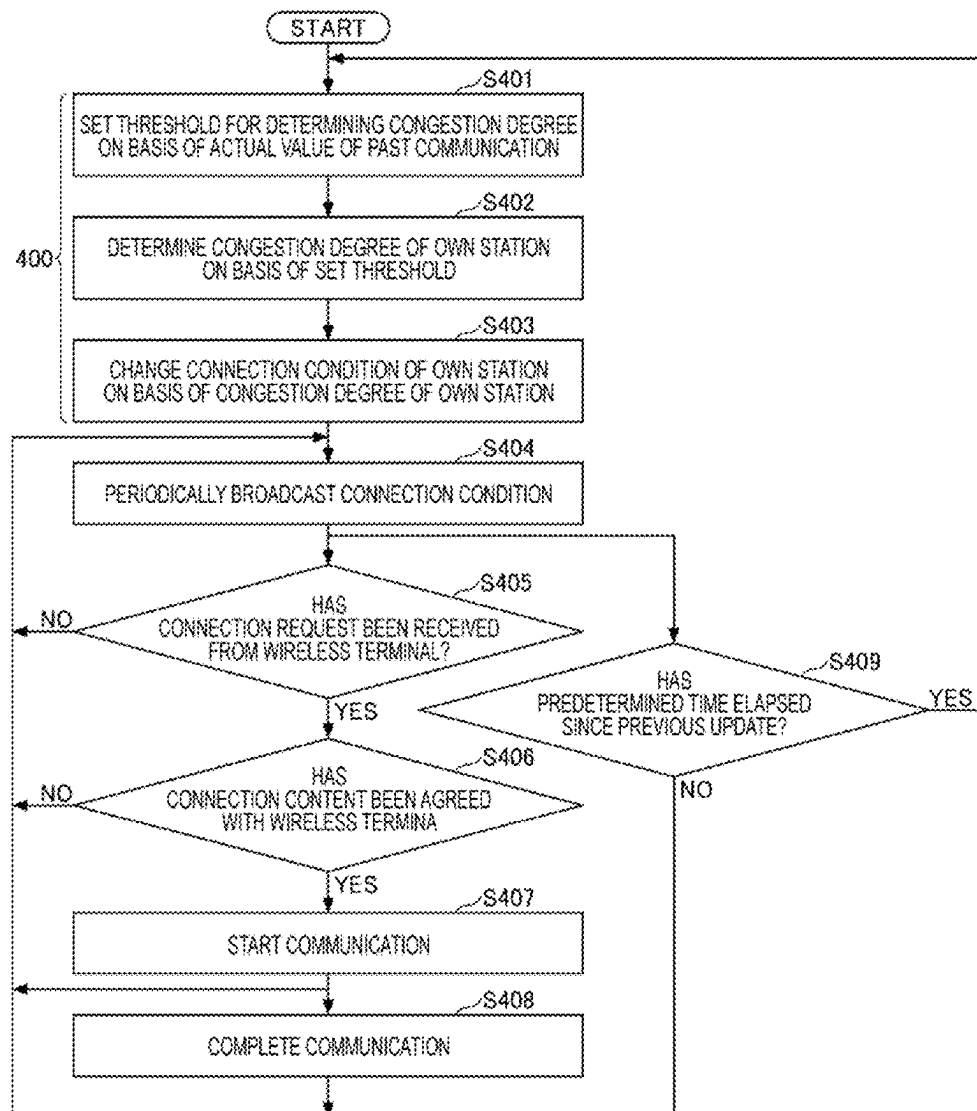 START
S401
SET THRESHOLD FOR DETERMINING CONGESTION DEGREE
ON BASIS OF ACTUAL VALUE OF PAST COMMUNICATION
S402
DETERMINE CONGESTION DEGREE OF OWN STATION
ON BASIS OF SET THRESHOLD
400
S403
CHANGE CONNECTION CONDITION OF OWN STATION
ON BASIS OF CONGESTION DEGREE OF OWN STATION
S404
PERIODICALLY BROADCAST CONNECTION CONDITION
S405
HAS
CONNECTION REQUEST BEEN RECEIVED
FROM WIRELESS TERMINAL?
NO
YES
S409
HAS
PREDETERMINED TIME ELAPSED
SINCE PREVIOUS UPDATE?
YES
NO
S406
HAS
CONNECTION CONTENT BEEN AGREED
WITH WIRELESS TERMINA
NO
YES
S407
START COMMUNICATION
S408
COMPLETE COMMUNICATION